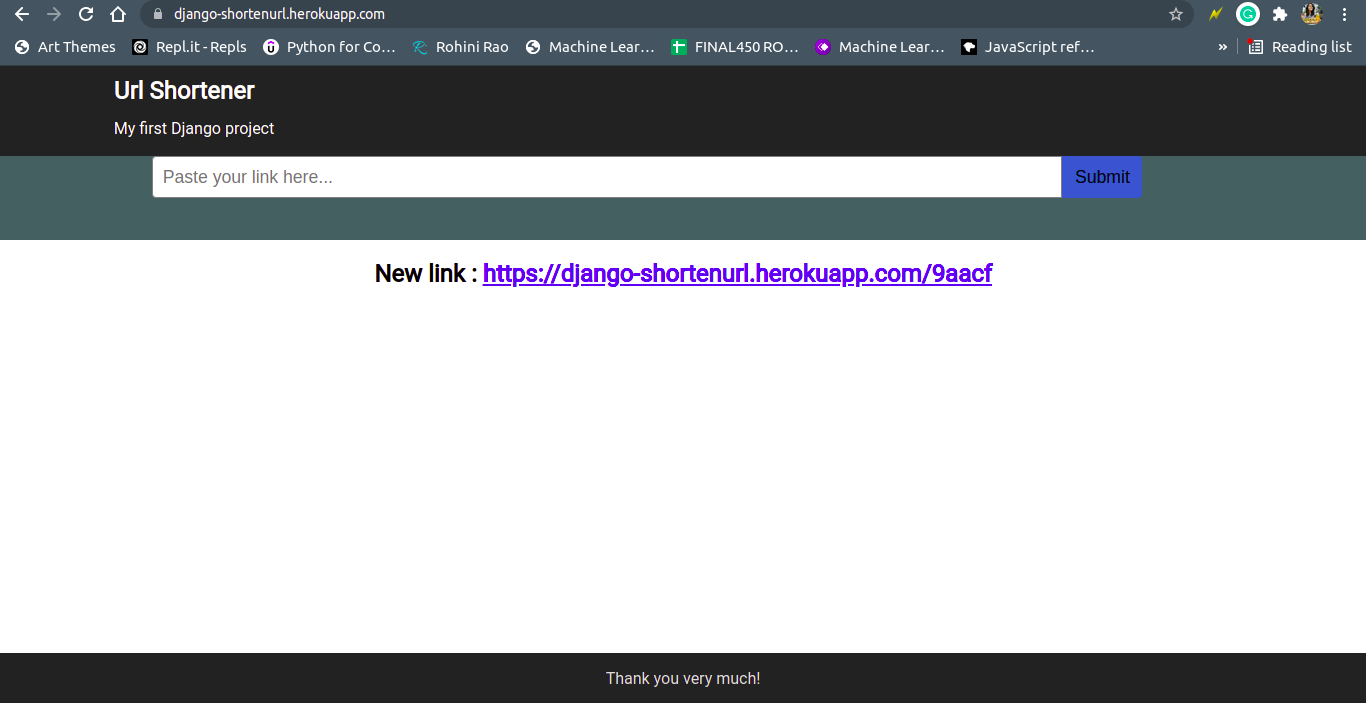 django-shortenurl.herokuapp.com
Art Themes Repl.it - Repls Python for Co... Rohini Rao Machine Lear... FINAL450 RO... Machine Lear... JavaScript ref... » Reading list
Url Shortener
My first Django project
Paste your link here... Submit
New link : https://django-shortenurl.herokuapp.com/9aacf
Thank you very much!